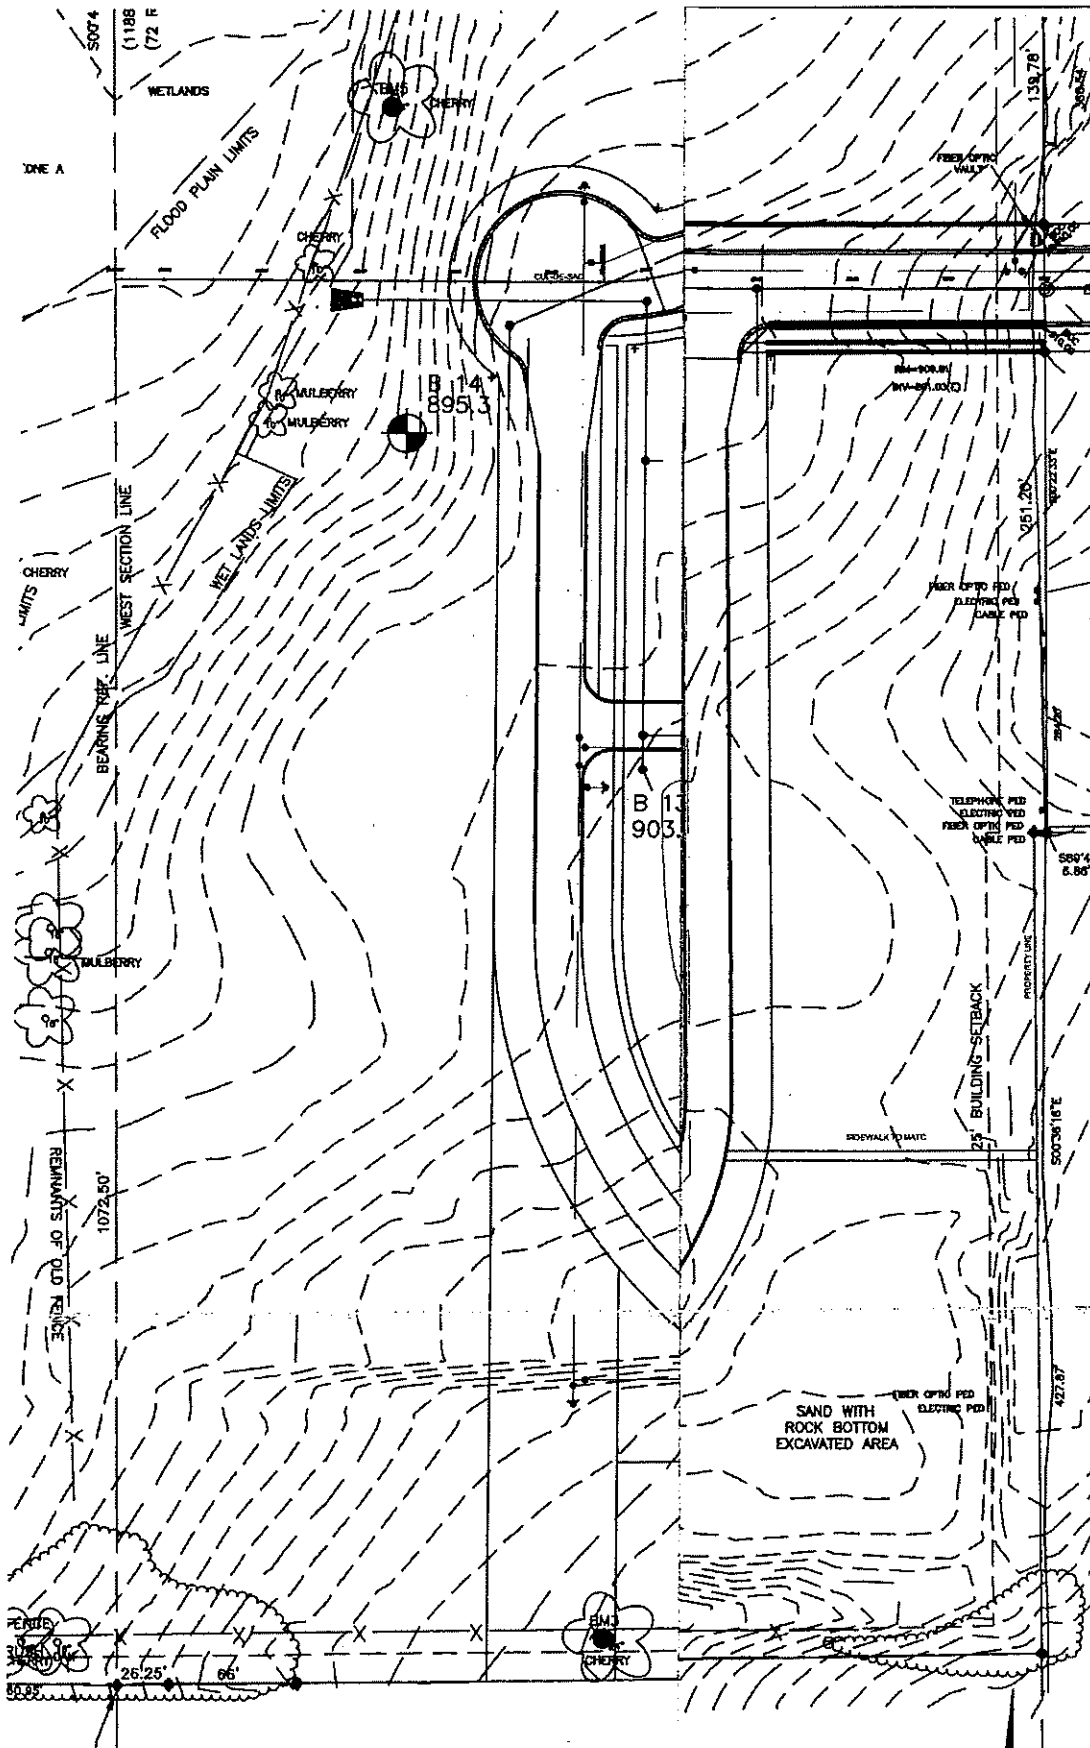 S00°4
(1188
(72 F
WETLANDS
BM5
CHERRY
139.78'
FLOOD PLAIN LIMITS
ONE A
FIBER OPTIC
VAULT
CHERRY
CUL-DE-SAC
B 14
895.3
MULBERRY
MULBERRY
WEST SECTION LINE
WET LANDS LIMITS
251.20'
CHERRY
LIMITS
FIBER OPTIC PED
ELECTRIC PED
CABLE PED
BEARING REF. LINE
284.20'
B 13
903.
TELEPHONE PED
ELECTRIC PED
FIBER OPTIC PED
CABLE PED
S89°4
5.86'
MULBERRY
PROPERTY LINE
25' BUILDING SETBACK
SIDEWALK TO MATC
S00°36'16"E
1072.50'
REMNANTS OF OLD FENCE
FIBER OPTIC PED
ELECTRIC PED
427.87'
SAND WITH
ROCK BOTTOM
EXCAVATED AREA
BM3
CHERRY
26.25'
66'